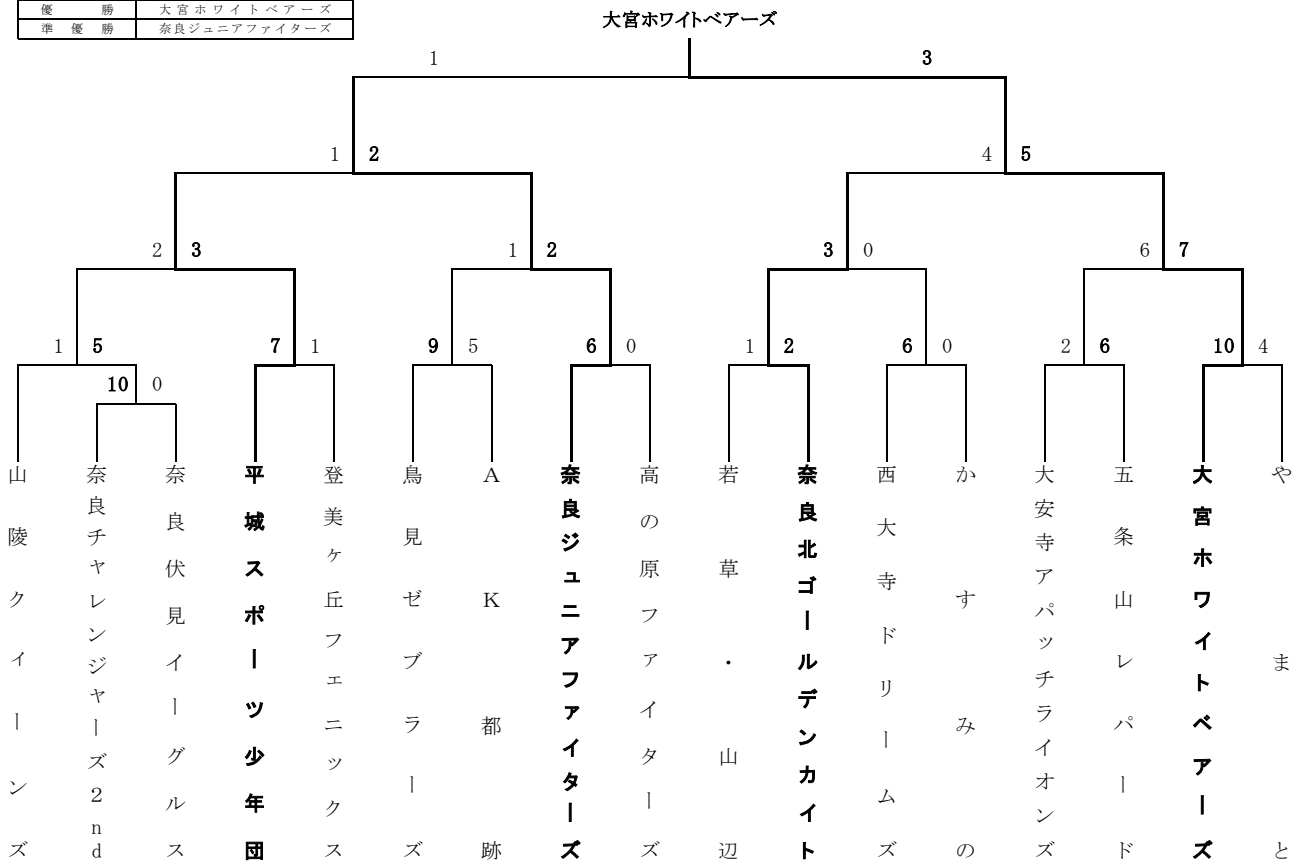 優勝 大宮ホワイトベアーズ
準優勝 奈良ジュニアファイターズ
大宮ホワイトベアーズ
1 3
1 2 4 5
2 3 1 2 3 0 6 7
1 5 7 1 9 5 6 0 1 2 6 0 2 6 10 4
10 0
山陵クイーンズ
奈良チャレンジャーズ2nd
奈良伏見イーグルス
平城スポーツ少年団
登美ヶ丘フェニックス
鳥見ゼブラーズ
AK都跡
奈良ジュニアファイターズ
高の原ファイターズ
若草・山辺
奈良北ゴールデンカイト
西大寺ドリームズ
かすみの
大安寺アパッチライオンズ
五条山レパード
大宮ホワイトベアーズ
やまと